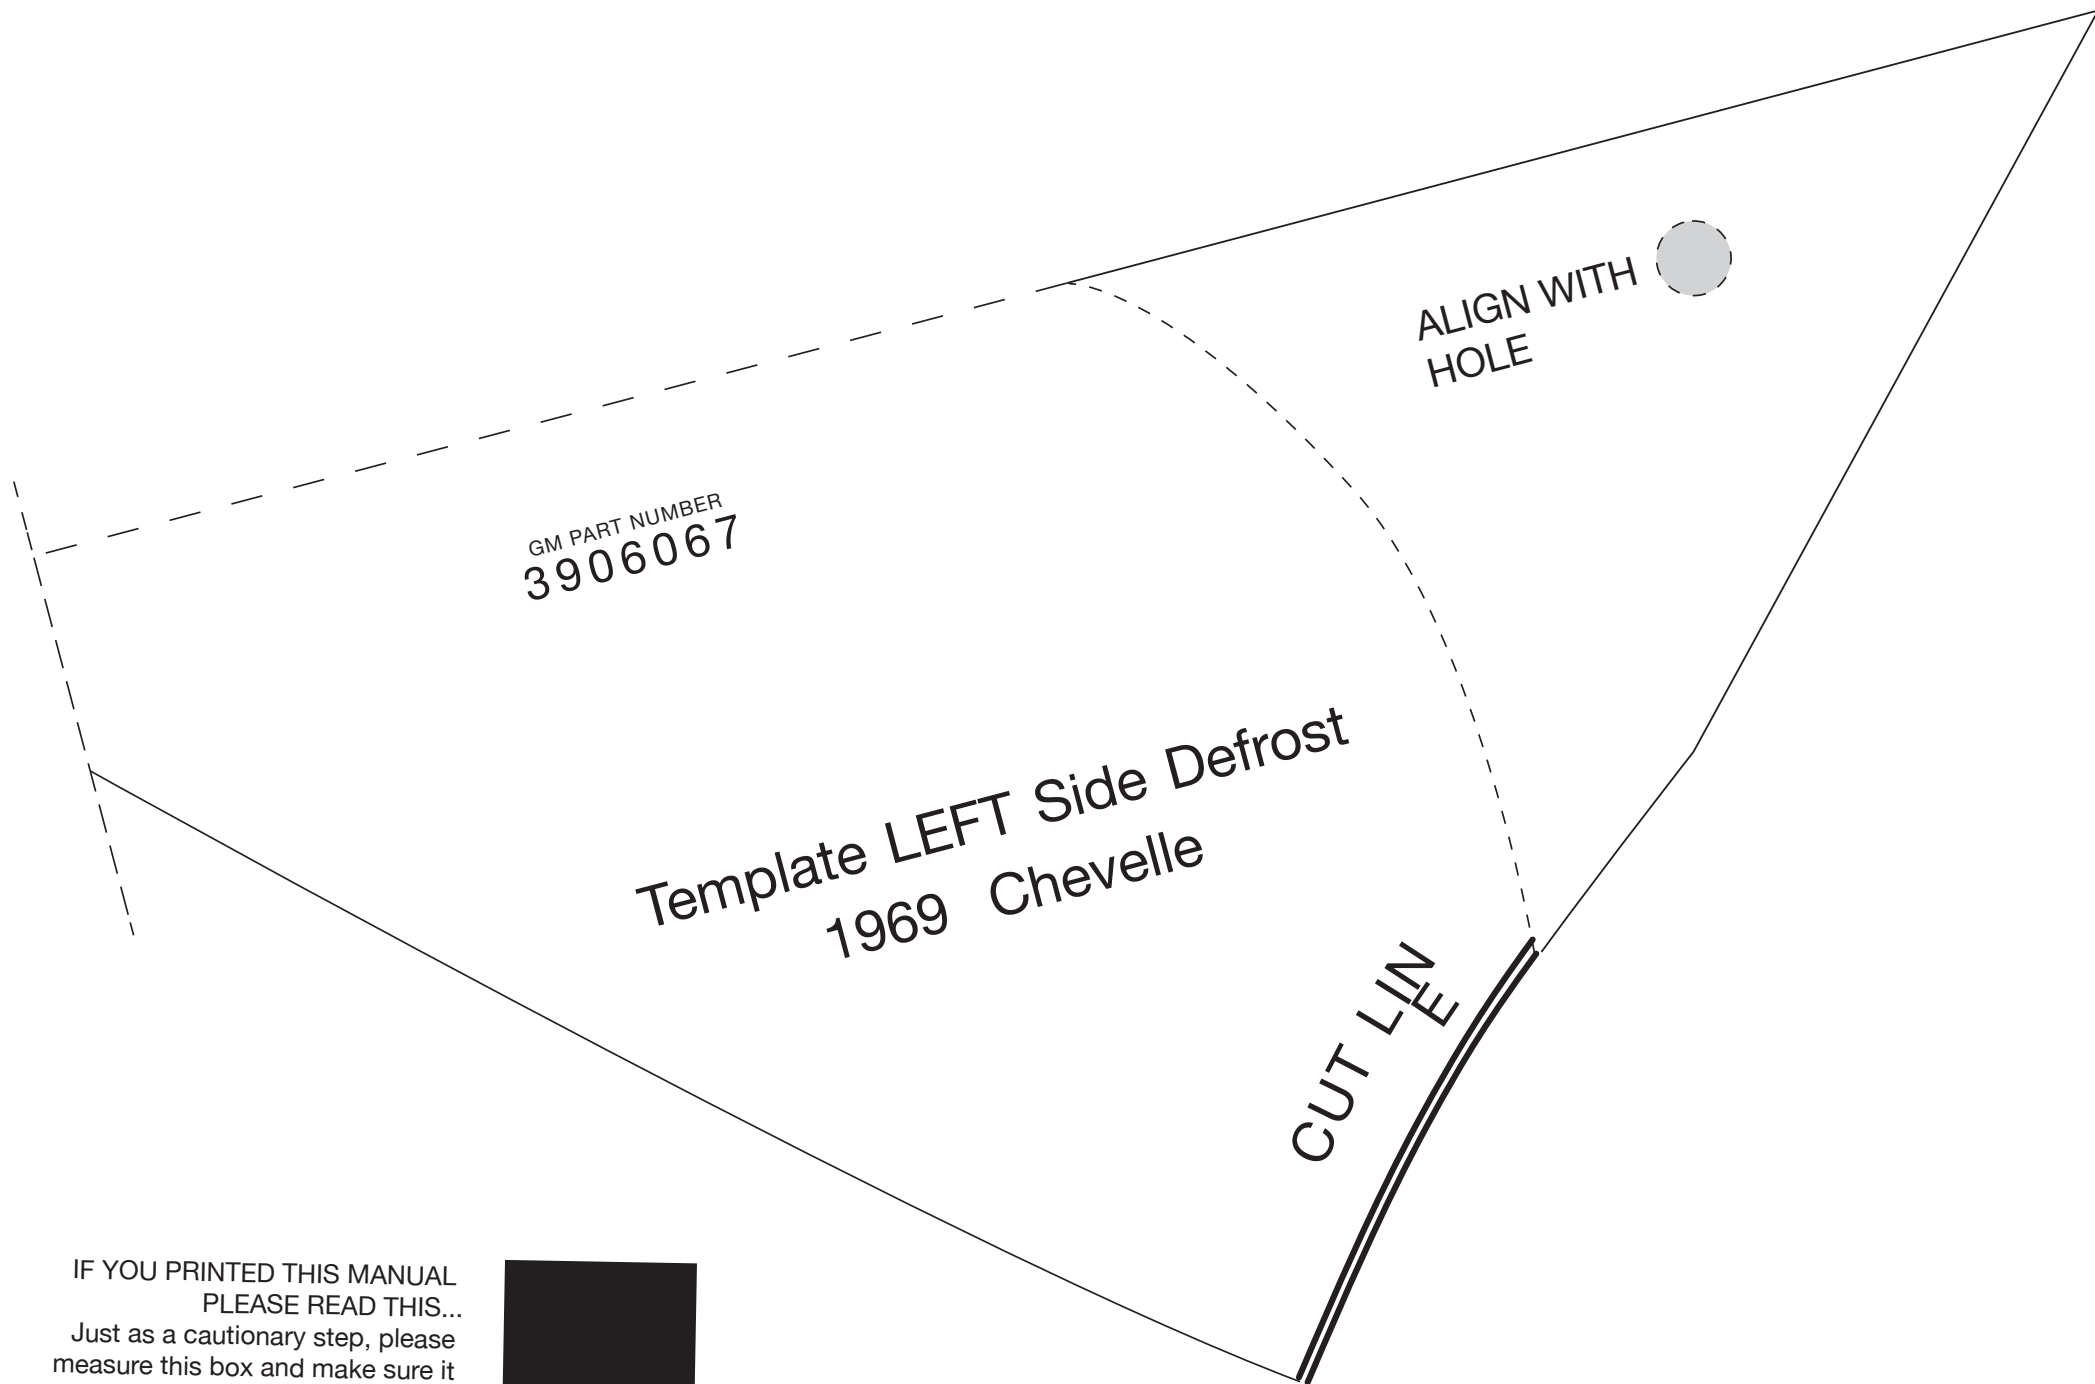 ALIGN WITH
HOLE
GM PART NUMBER
3906067
Template LEFT Side Defrost
1969 Chevelle
CUT LIN
E
IF YOU PRINTED THIS MANUAL
PLEASE READ THIS...
Just as a cautionary step, please
measure this box and make sure it